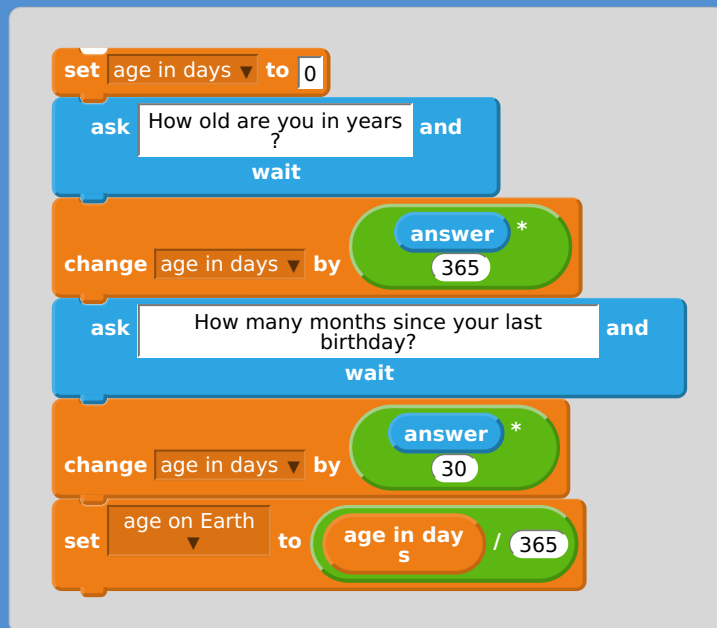 set age in days ▼ to 0
ask How old are you in years and
?
wait
answer *
change age in days ▼ by 365
ask How many months since your last and
birthday?
wait
answer *
change age in days ▼ by 30
set age on Earth ▼ to age in day / 365
s